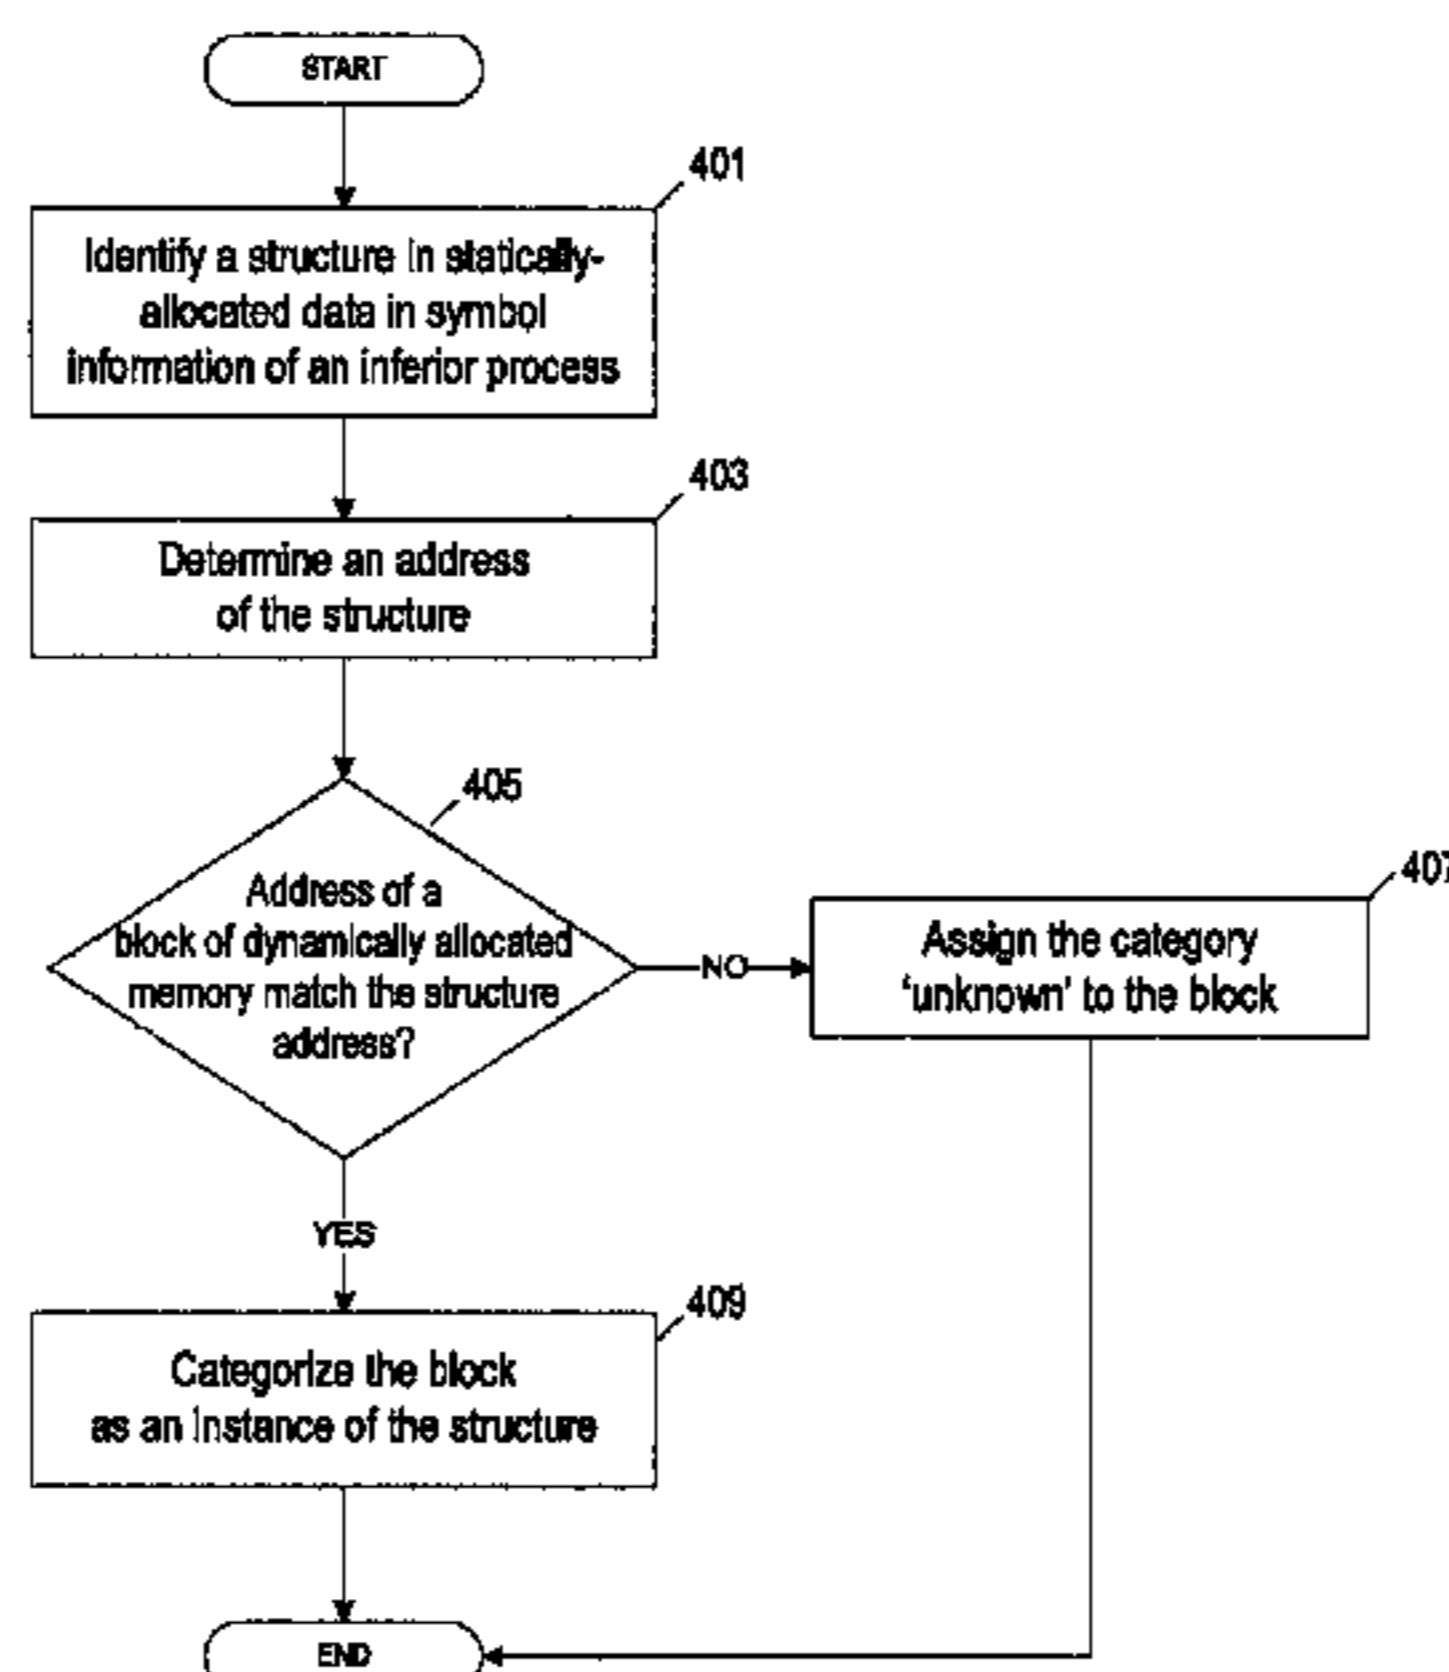 START
401
Identify a structure in statically-
allocated data in symbol
information of an inferior process
403
Determine an address
of the structure
405
Address of a
block of dynamically allocated
memory match the structure
address?
NO
407
Assign the category
‘unknown’ to the block
YES
409
Categorize the block
as an instance of the structure
END